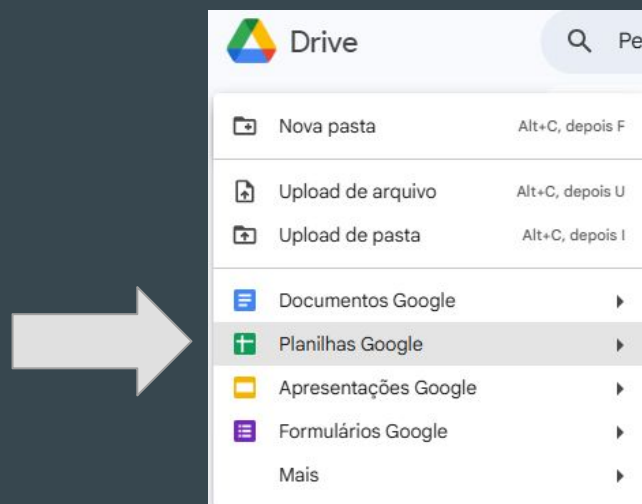 Drive
Pe
Nova pasta Alt+C, depois F
Upload de arquivo Alt+C, depois U
Upload de pasta Alt+C, depois I
Documentos Google
Planilhas Google
Apresentações Google
Formulários Google
Mais